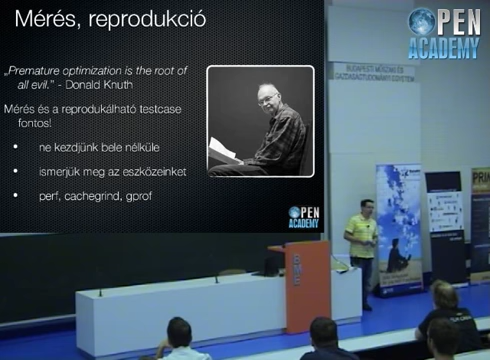 Mérés, reprodukció
„Premature optimization is the root of
all evil." - Donald Knuth
Mérés és a reprodukálható testcase
fontos!
• ne kezdjünk bele nélküle
• ismerjük meg az eszközeinket
• perf, cachegrind, gprof
OPEN
ACADEMY
OPEN
ACADEMY
BUDAPESTI MŰSZAKI ÉS
GAZDASÁGTUDOMÁNYI EGYETEM